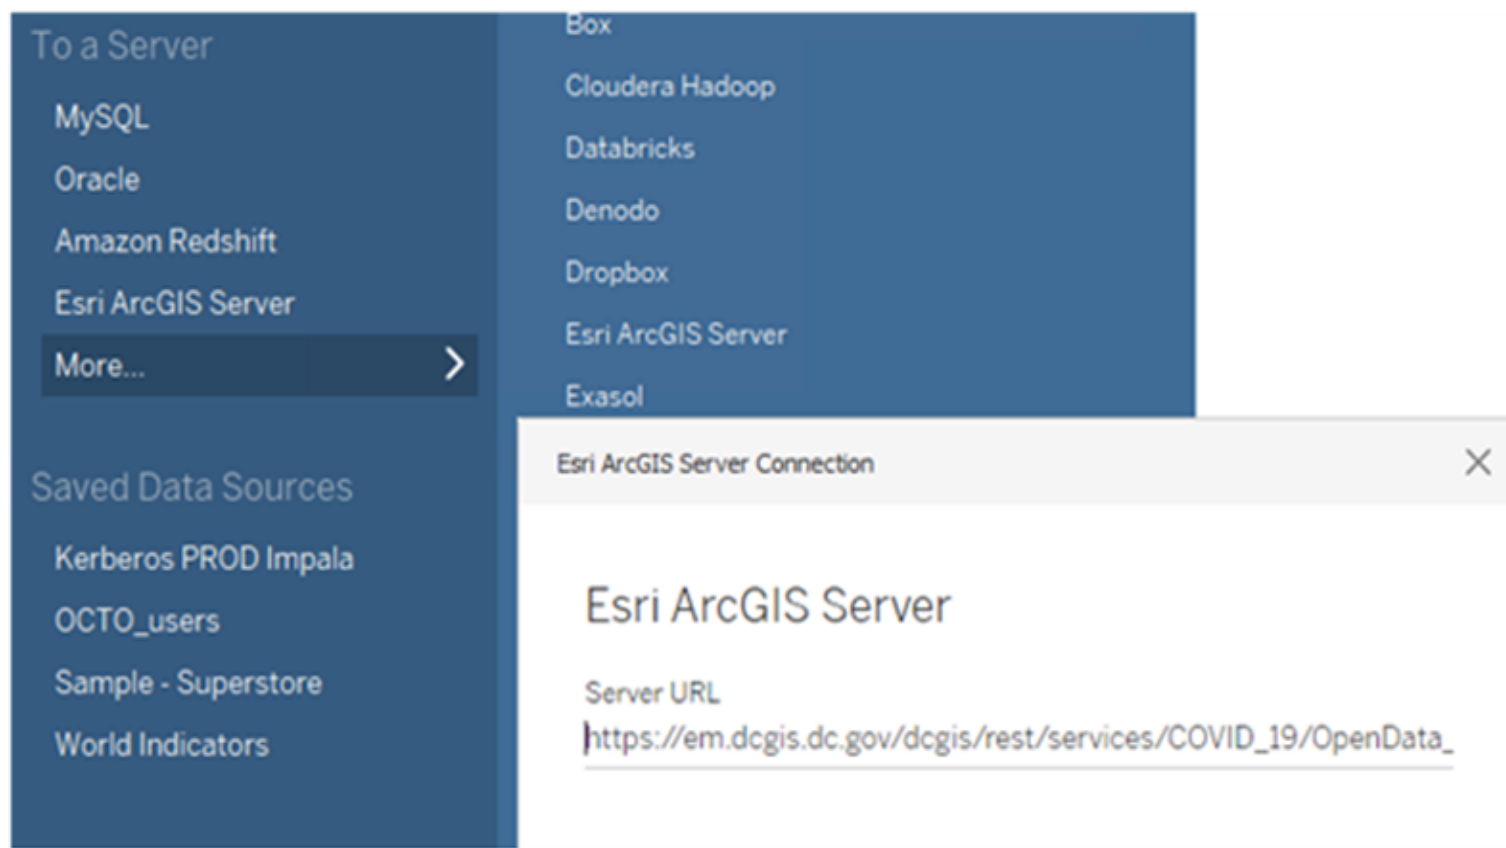 To a Server
MySQL
Oracle
Amazon Redshift
Esri ArcGIS Server
More...
Saved Data Sources
Kerberos PROD Impala
OCTO_users
Sample - Superstore
World Indicators
Box
Cloudera Hadoop
Databricks
Denodo
Dropbox
Esri ArcGIS Server
Exasol
Esri ArcGIS Server Connection
Esri ArcGIS Server
Server URL
https://em.dcgis.dc.gov/dcgis/rest/services/COVID_19/OpenData_